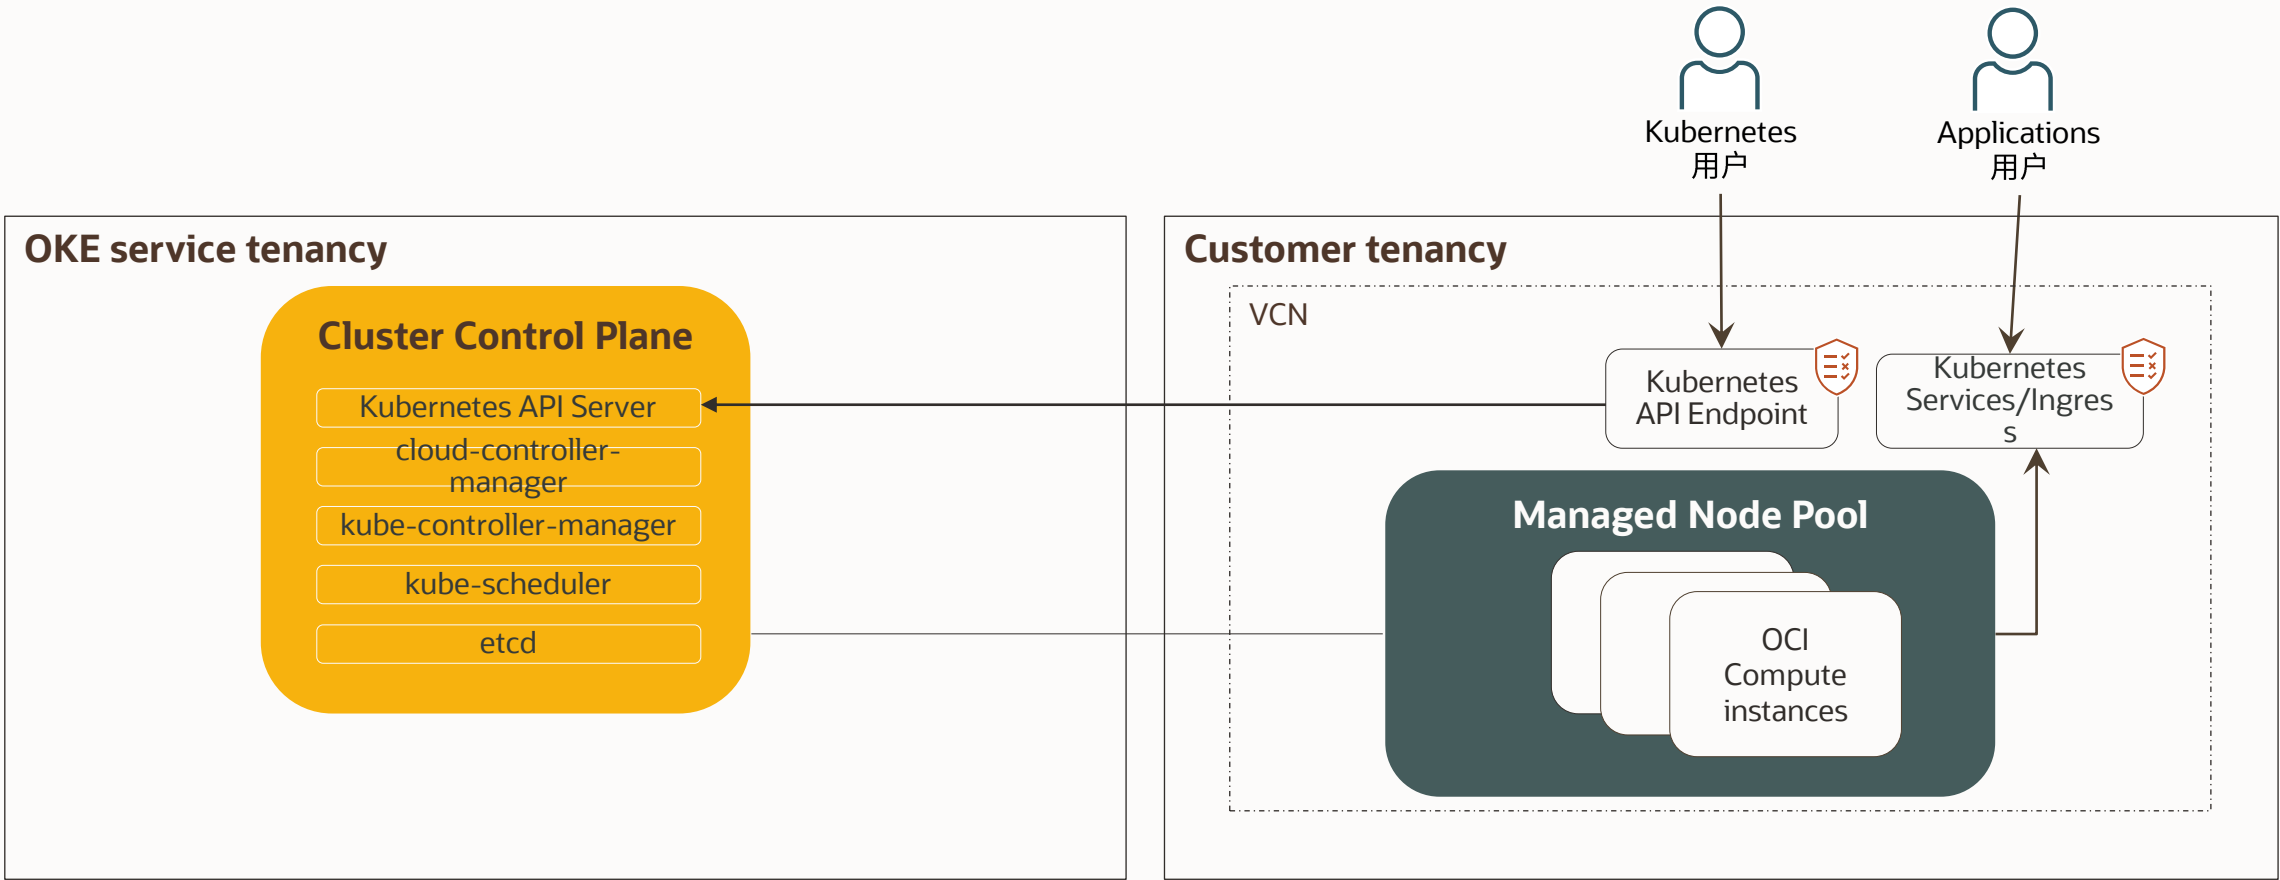 Kubernetes
用户
Applications
用户
OKE service tenancy
Cluster Control Plane
Kubernetes API Server
cloud-controller-
manager
kube-controller-manager
kube-scheduler
etcd
Customer tenancy
VCN
Kubernetes
API Endpoint
Kubernetes
Services/Ingres
s
Managed Node Pool
OCI
Compute
instances